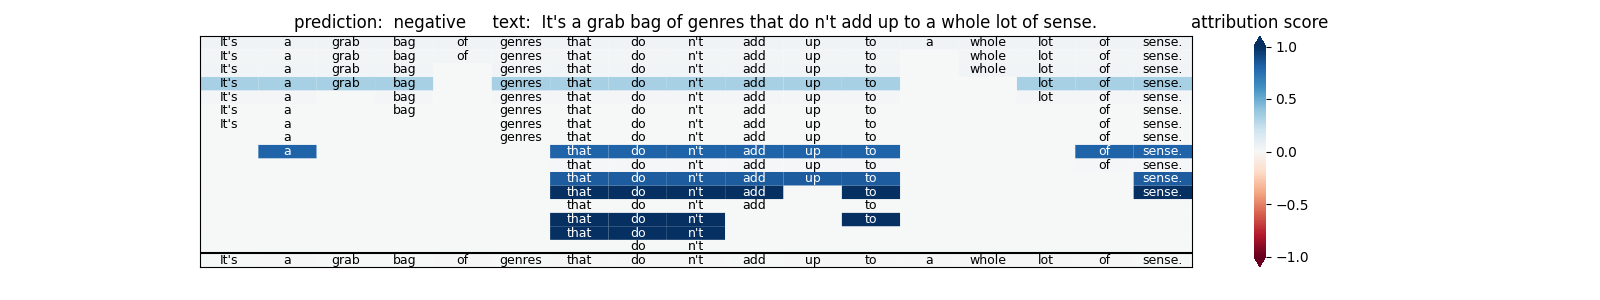 prediction:  negative     text:  It's a grab bag of genres that do n't add up to a whole lot of sense.     attribution score
It's a grab bag of genres that do n't add up to a whole lot of sense.
It's a grab bag of genres that do n't add up to whole lot of sense.
It's a grab bag genres that do n't add up to whole lot of sense.
It's a grab bag genres that do n't add up to lot of sense.
It's a bag genres that do n't add up to lot of sense.
It's a bag genres that do n't add up to of sense.
It's a genres that do n't add up to of sense.
a genres that do n't add up to of sense.
a that do n't add up to of sense.
that do n't add up to of sense.
that do n't add up to sense.
that do n't add to sense.
that do n't add to
that do n't to
that do n't
do n't
It's a grab bag of genres that do n't add up to a whole lot of sense.
1.0
0.5
0.0
−0.5
−1.0